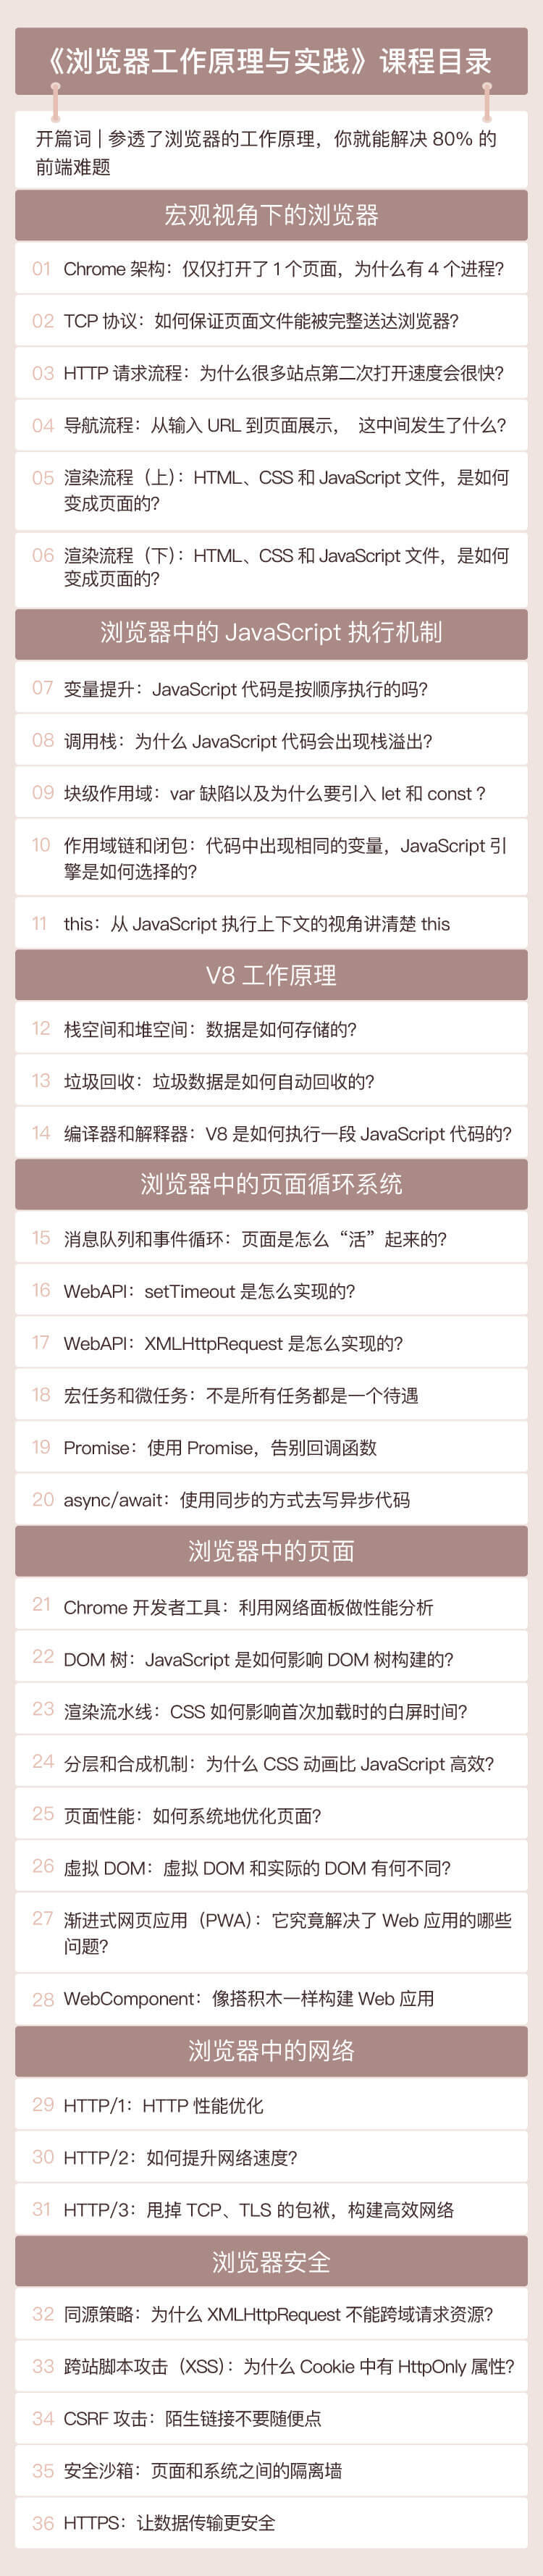 《浏览器工作原理与实践》课程目录
开篇词 | 参透了浏览器的工作原理，你就能解决 80% 的
前端难题
宏观视角下的浏览器
01 Chrome 架构：仅仅打开了 1 个页面，为什么有 4 个进程？
02 TCP 协议：如何保证页面文件能被完整送达浏览器？
03 HTTP 请求流程：为什么很多站点第二次打开速度会很快？
04 导航流程：从输入 URL 到页面展示， 这中间发生了什么？
05 渲染流程（上）：HTML、CSS 和 JavaScript 文件，是如何
变成页面的？
06 渲染流程（下）：HTML、CSS 和 JavaScript 文件，是如何
变成页面的？
浏览器中的 JavaScript 执行机制
07 变量提升：JavaScript 代码是按顺序执行的吗？
08 调用栈：为什么 JavaScript 代码会出现栈溢出？
09 块级作用域：var 缺陷以及为什么要引入 let 和 const？
10 作用域链和闭包：代码中出现相同的变量，JavaScript 引
擎是如何选择的？
11 this：从 JavaScript 执行上下文的视角讲清楚 this
V8 工作原理
12 栈空间和堆空间：数据是如何存储的？
13 垃圾回收：垃圾数据是如何自动回收的？
14 编译器和解释器：V8 是如何执行一段 JavaScript 代码的？
浏览器中的页面循环系统
15 消息队列和事件循环：页面是怎么“活”起来的？
16 WebAPI：setTimeout 是怎么实现的？
17 WebAPI：XMLHttpRequest 是怎么实现的？
18 宏任务和微任务：不是所有任务都是一个待遇
19 Promise：使用 Promise，告别回调函数
20 async/await：使用同步的方式去写异步代码
浏览器中的页面
21 Chrome 开发者工具：利用网络面板做性能分析
22 DOM 树：JavaScript 是如何影响 DOM 树构建的？
23 渲染流水线：CSS 如何影响首次加载时的白屏时间？
24 分层和合成机制：为什么 CSS 动画比 JavaScript 高效？
25 页面性能：如何系统地优化页面？
26 虚拟 DOM：虚拟 DOM 和实际的 DOM 有何不同？
27 渐进式网页应用（PWA）：它究竟解决了 Web 应用的哪些
问题？
28 WebComponent：像搭积木一样构建 Web 应用
浏览器中的网络
29 HTTP/1：HTTP 性能优化
30 HTTP/2：如何提升网络速度？
31 HTTP/3：甩掉 TCP、TLS 的包袱，构建高效网络
浏览器安全
32 同源策略：为什么 XMLHttpRequest 不能跨域请求资源？
33 跨站脚本攻击（XSS）：为什么 Cookie 中有 HttpOnly 属性？
34 CSRF 攻击：陌生链接不要随便点
35 安全沙箱：页面和系统之间的隔离墙
36 HTTPS：让数据传输更安全